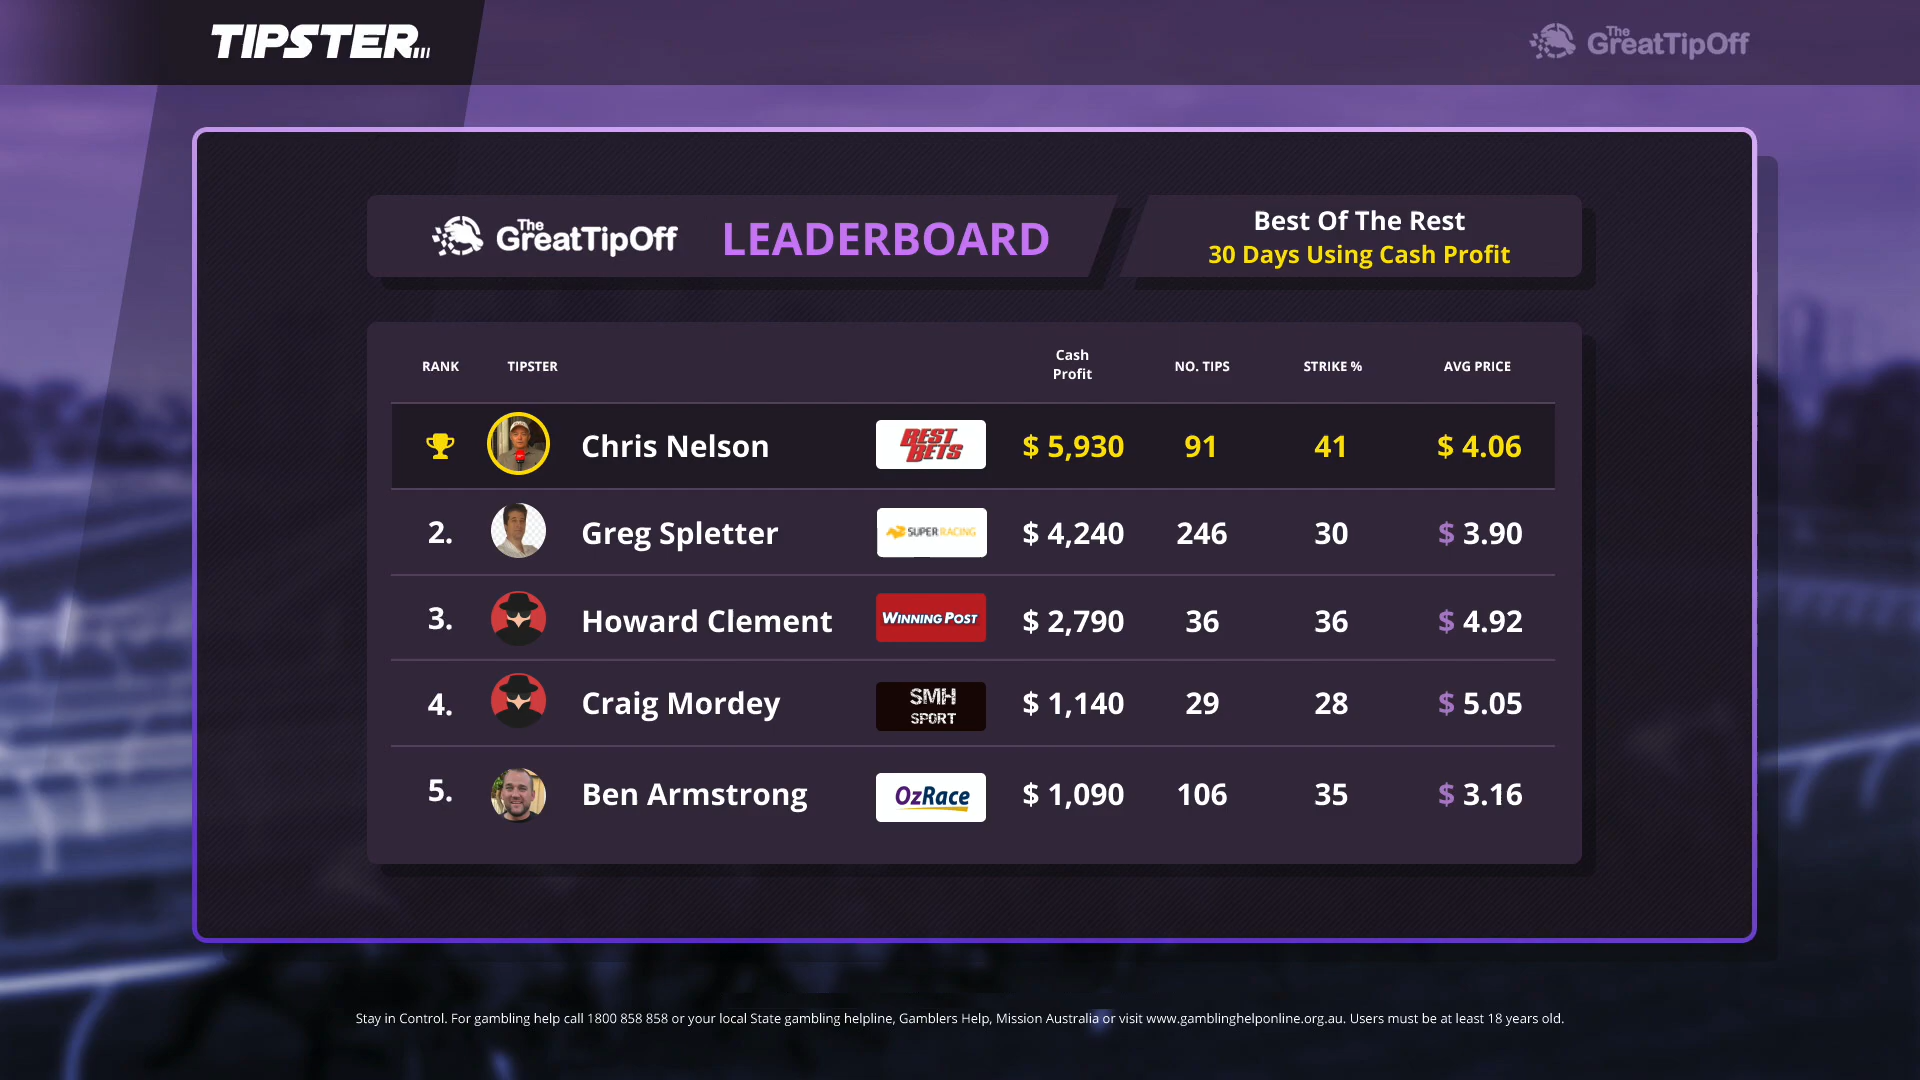 TIPSTER
The
GreatTipOff
The
GreatTipOff
LEADERBOARD
Best Of The Rest
30 Days Using Cash Profit
RANK TIPSTER Cash Profit NO. TIPS STRIKE % AVG PRICE
Chris Nelson BEST BETS $ 5,930 91 41 $ 4.06
2. Greg Spletter SUPER RACING $ 4,240 246 30 $ 3.90
3. Howard Clement WINNING POST $ 2,790 36 36 $ 4.92
4. Craig Mordey SMH SPORT $ 1,140 29 28 $ 5.05
5. Ben Armstrong OzRace $ 1,090 106 35 $ 3.16
Stay in Control. For gambling help call 1800 858 858 or your local State gambling helpline, Gamblers Help, Mission Australia or visit www.gamblinghelponline.org.au. Users must be at least 18 years old.